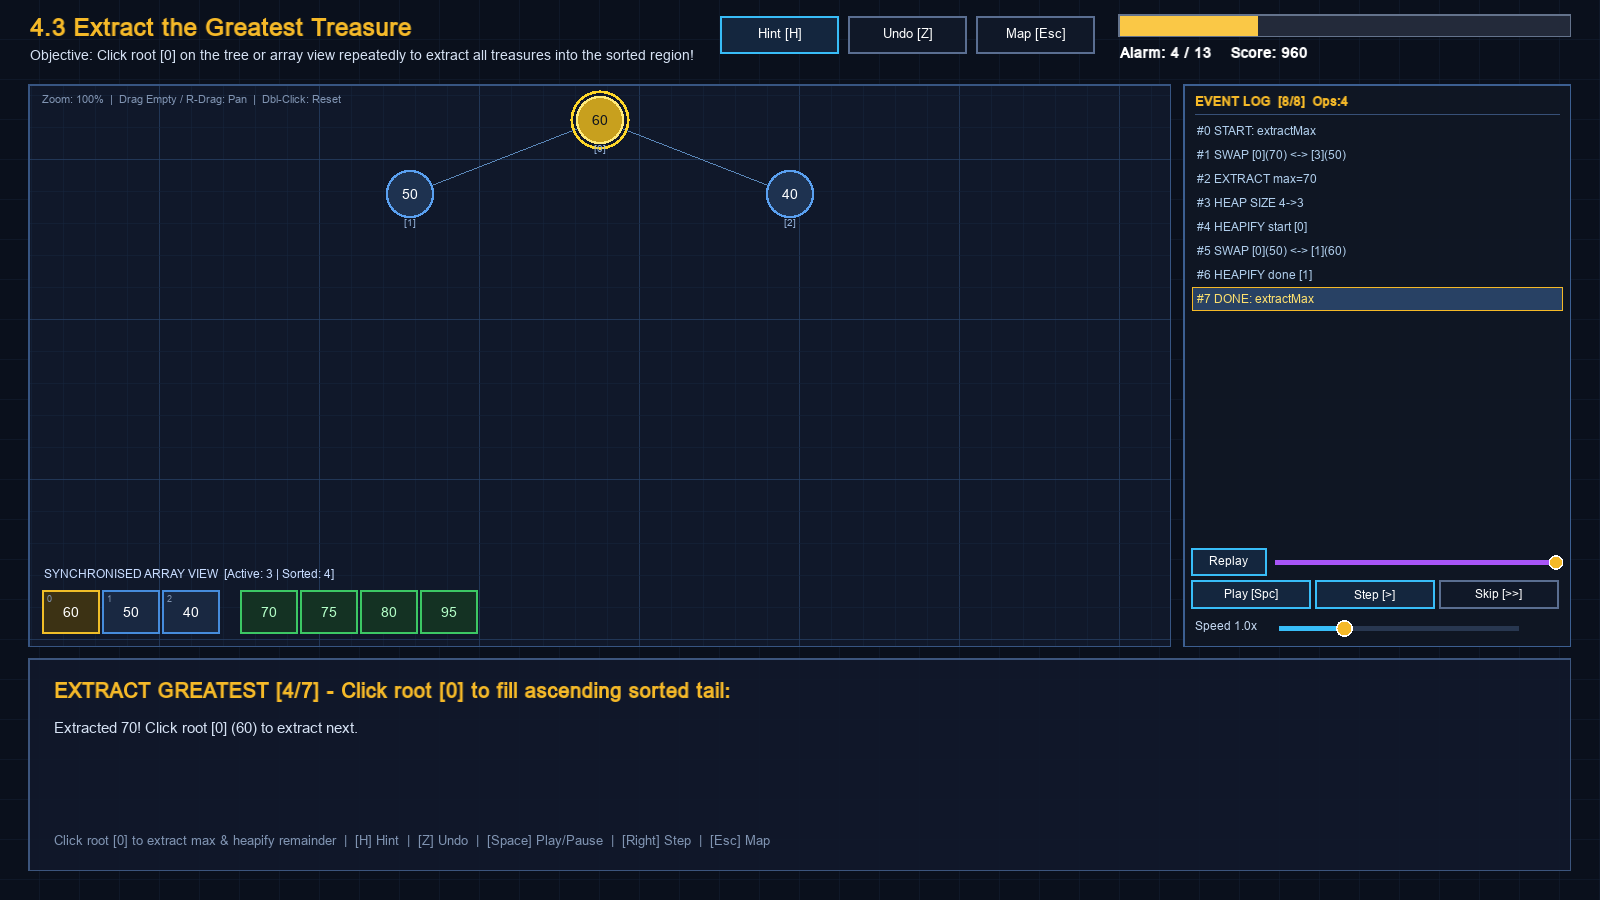 4.3 Extract the Greatest Treasure
Objective: Click root [0] on the tree or array view repeatedly to extract all treasures into the sorted region!
Hint [H]
Undo [Z]
Map [Esc]
Alarm: 4 / 13
Score: 960
Zoom: 100%  |  Drag Empty / R-Drag: Pan  |  Dbl-Click: Reset
60
[0]
50
[1]
40
[2]
SYNCHRONISED ARRAY VIEW  [Active: 3 | Sorted: 4]
0
60
1
50
2
40
70
75
80
95
EVENT LOG  [8/8]  Ops:4
#0 START: extractMax
#1 SWAP [0](70) <-> [3](50)
#2 EXTRACT max=70
#3 HEAP SIZE 4->3
#4 HEAPIFY start [0]
#5 SWAP [0](50) <-> [1](60)
#6 HEAPIFY done [1]
#7 DONE: extractMax
Replay
Play [Spc]
Step [>]
Skip [>>]
Speed 1.0x
EXTRACT GREATEST [4/7] - Click root [0] to fill ascending sorted tail:
Extracted 70! Click root [0] (60) to extract next.
Click root [0] to extract max & heapify remainder  |  [H] Hint  |  [Z] Undo  |  [Space] Play/Pause  |  [Right] Step  |  [Esc] Map